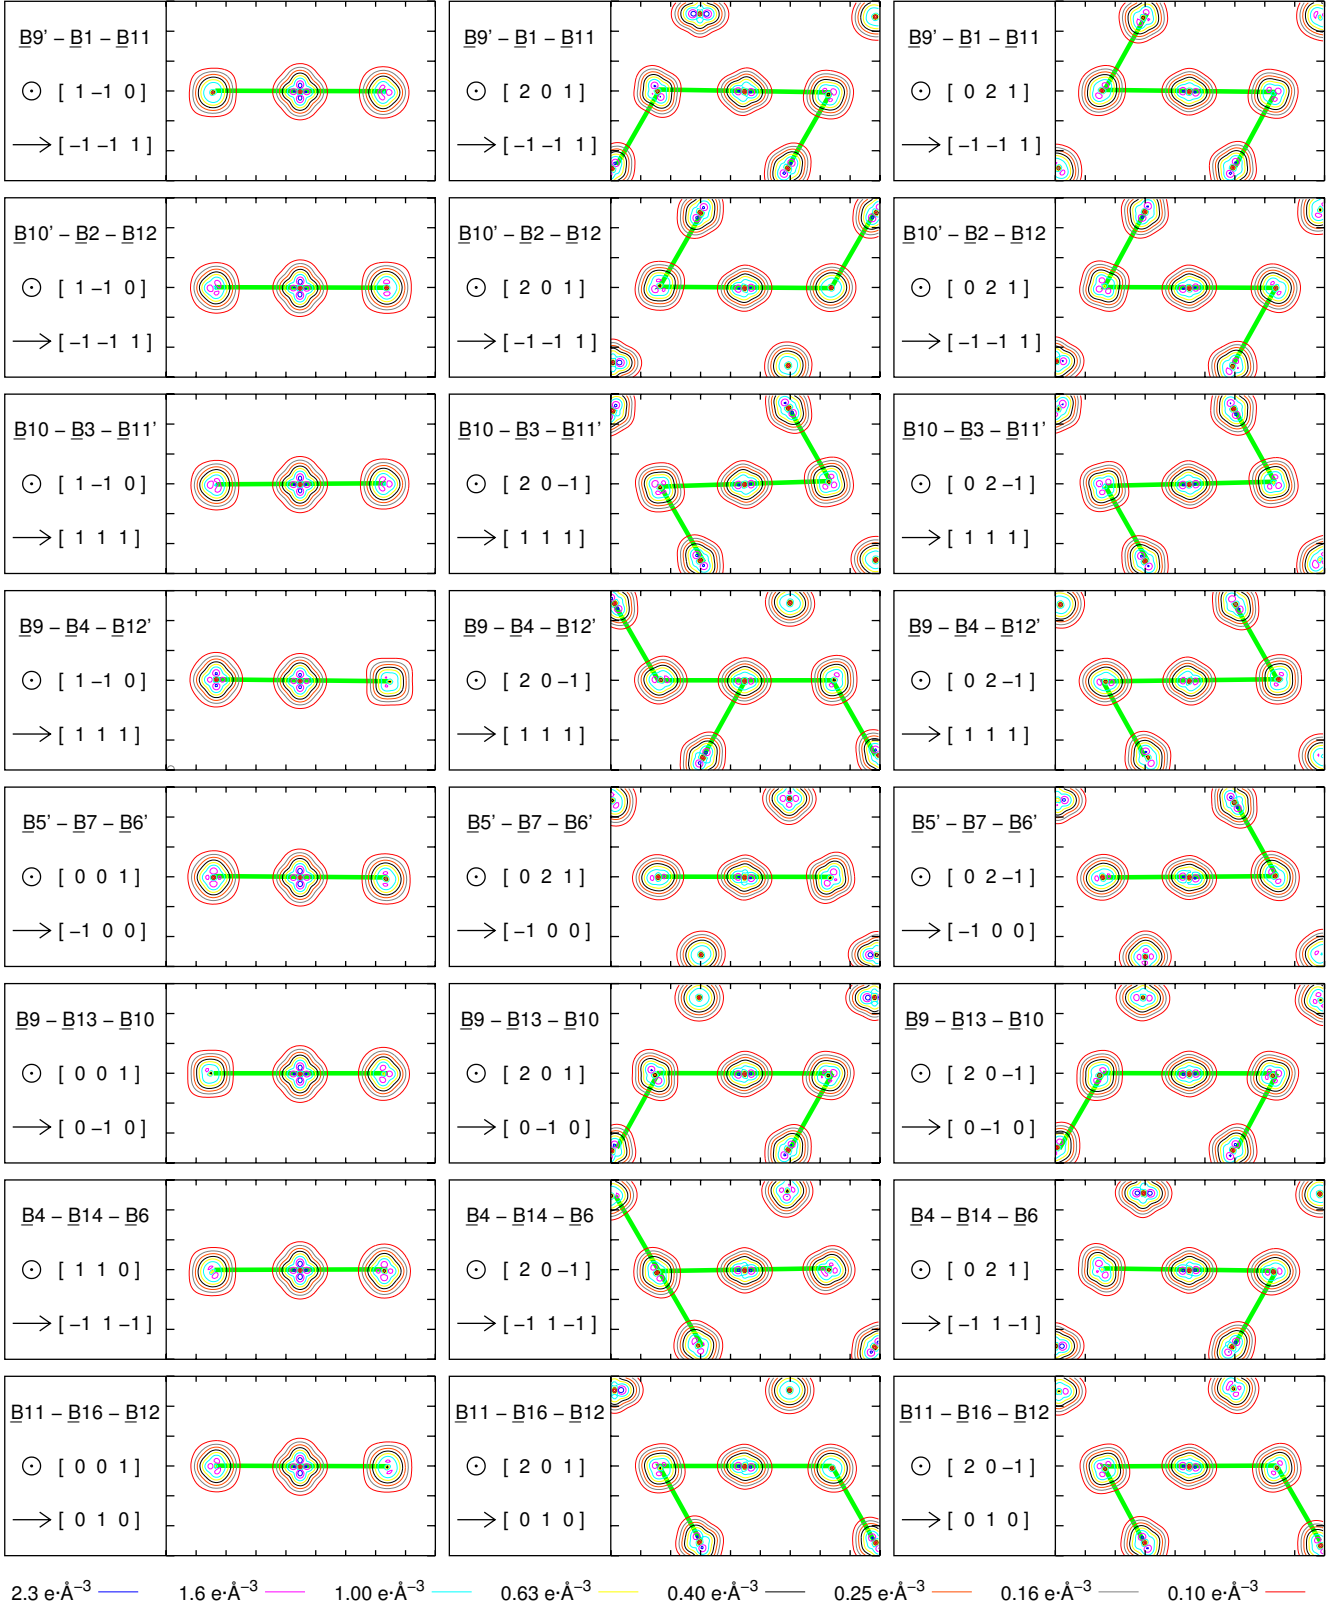 B9' – B1 – B11
⊙ [ 1 –1 0 ]
→ [ –1 –1 1 ]
B9' – B1 – B11
⊙ [ 2 0 1 ]
→ [ –1 –1 1 ]
B9' – B1 – B11
⊙ [ 0 2 1 ]
→ [ –1 –1 1 ]
B10' – B2 – B12
⊙ [ 1 –1 0 ]
→ [ –1 –1 1 ]
B10' – B2 – B12
⊙ [ 2 0 1 ]
→ [ –1 –1 1 ]
B10' – B2 – B12
⊙ [ 0 2 1 ]
→ [ –1 –1 1 ]
B10 – B3 – B11'
⊙ [ 1 –1 0 ]
→ [ 1 1 1 ]
B10 – B3 – B11'
⊙ [ 2 0 –1 ]
→ [ 1 1 1 ]
B10 – B3 – B11'
⊙ [ 0 2 –1 ]
→ [ 1 1 1 ]
B9 – B4 – B12'
⊙ [ 1 –1 0 ]
→ [ 1 1 1 ]
B9 – B4 – B12'
⊙ [ 2 0 –1 ]
→ [ 1 1 1 ]
B9 – B4 – B12'
⊙ [ 0 2 –1 ]
→ [ 1 1 1 ]
B5' – B7 – B6'
⊙ [ 0 0 1 ]
→ [ –1 0 0 ]
B5' – B7 – B6'
⊙ [ 0 2 1 ]
→ [ –1 0 0 ]
B5' – B7 – B6'
⊙ [ 0 2 –1 ]
→ [ –1 0 0 ]
B9 – B13 – B10
⊙ [ 0 0 1 ]
→ [ 0 –1 0 ]
B9 – B13 – B10
⊙ [ 2 0 1 ]
→ [ 0 –1 0 ]
B9 – B13 – B10
⊙ [ 2 0 –1 ]
→ [ 0 –1 0 ]
B4 – B14 – B6
⊙ [ 1 1 0 ]
→ [ –1 1 –1 ]
B4 – B14 – B6
⊙ [ 2 0 –1 ]
→ [ –1 1 –1 ]
B4 – B14 – B6
⊙ [ 0 2 1 ]
→ [ –1 1 –1 ]
B11 – B16 – B12
⊙ [ 0 0 1 ]
→ [ 0 1 0 ]
B11 – B16 – B12
⊙ [ 2 0 1 ]
→ [ 0 1 0 ]
B11 – B16 – B12
⊙ [ 2 0 –1 ]
→ [ 0 1 0 ]
2.3 e·Å⁻³ 1.6 e·Å⁻³ 1.00 e·Å⁻³ 0.63 e·Å⁻³ 0.40 e·Å⁻³ 0.25 e·Å⁻³ 0.16 e·Å⁻³ 0.10 e·Å⁻³